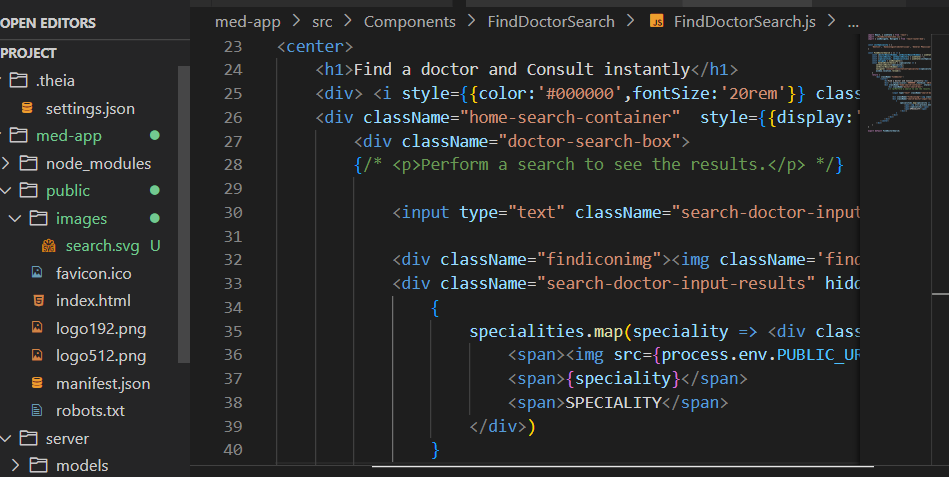 OPEN EDITORS
PROJECT
.theia
settings.json
med-app
node_modules
public
images
search.svg U
favicon.ico
index.html
logo192.png
logo512.png
manifest.json
robots.txt
server
models
med-app > src > Components > FindDoctorSearch > JS FindDoctorSearch.js > ...
23 <center>
24 <h1>Find a doctor and Consult instantly</h1>
25 <div> <i style={{color:'#000000',fontSize:'20rem'}} clas
26 <div className="home-search-container" style={{display:'
27 <div className="doctor-search-box">
28 {/* <p>Perform a search to see the results.</p> */}
29
30 <input type="text" className="search-doctor-input
31
32 <div className="findiconimg"><img className='find
33 <div className="search-doctor-input-results" hidd
34 {
35 specialities.map(speciality => <div class
36 <span><img src={process.env.PUBLIC_UR
37 <span>{speciality}</span>
38 <span>SPECIALITY</span>
39 </div>)
40 }